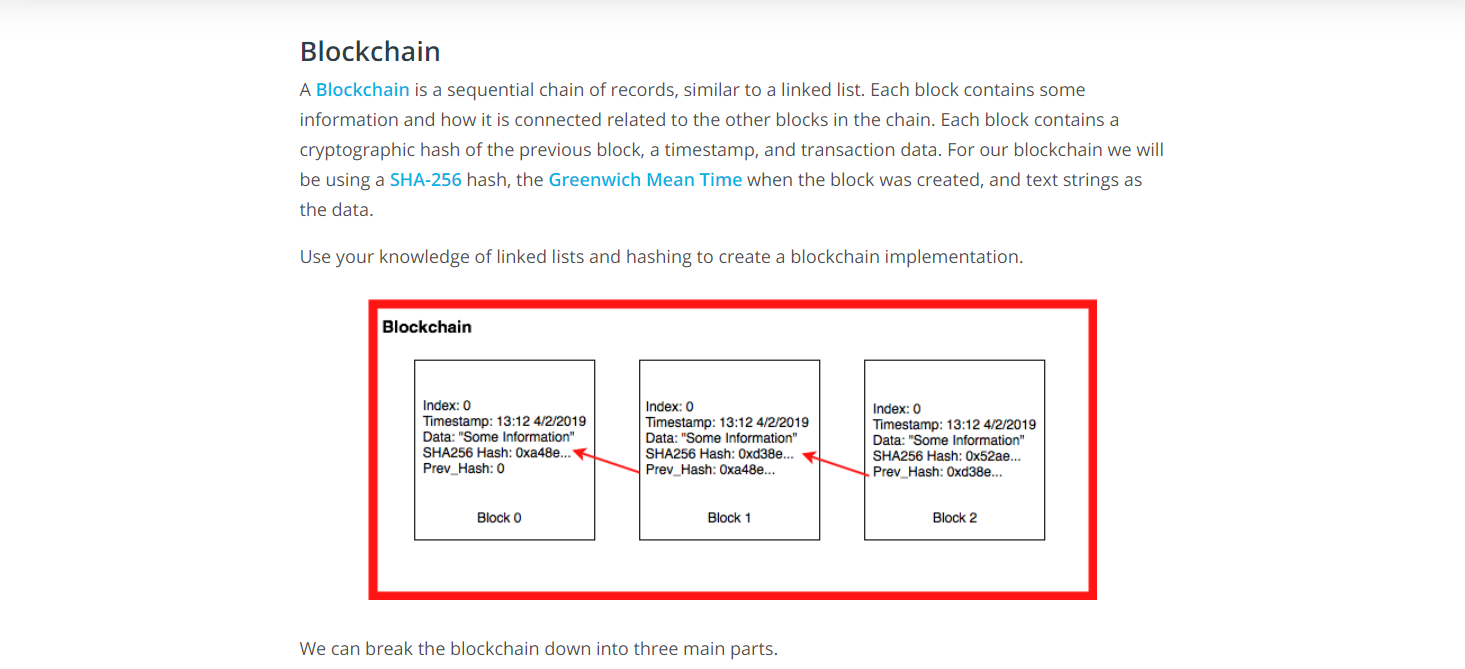 Blockchain
A Blockchain is a sequential chain of records, similar to a linked list. Each block contains some
information and how it is connected related to the other blocks in the chain. Each block contains a
cryptographic hash of the previous block, a timestamp, and transaction data. For our blockchain we will
be using a SHA-256 hash, the Greenwich Mean Time when the block was created, and text strings as
the data.
Use your knowledge of linked lists and hashing to create a blockchain implementation.
Blockchain
Index: 0
Timestamp: 13:12 4/2/2019
Data: "Some Information"
SHA256 Hash: 0xa48e...
Prev_Hash: 0
Block 0
Index: 0
Timestamp: 13:12 4/2/2019
Data: "Some Information"
SHA256 Hash: 0xd38e...
Prev_Hash: 0xa48e...
Block 1
Index: 0
Timestamp: 13:12 4/2/2019
Data: "Some Information"
SHA256 Hash: 0x52ae...
Prev_Hash: 0xd38e...
Block 2
We can break the blockchain down into three main parts.